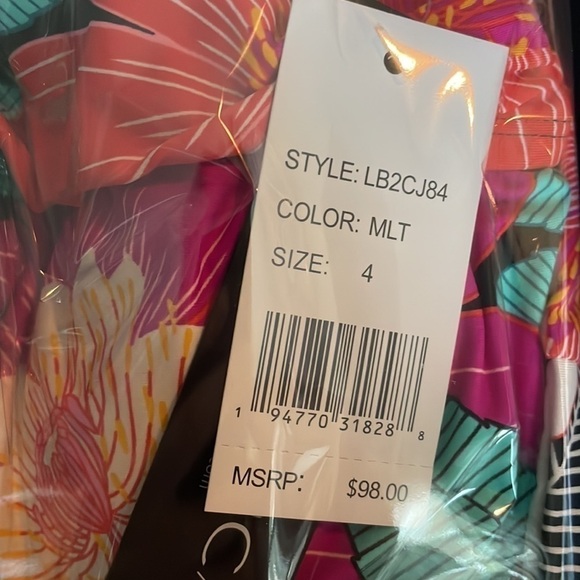 STYLE: LB2CJ84
COLOR: MLT
SIZE: 4
1 94770 31828 8
MSRP: $98.00